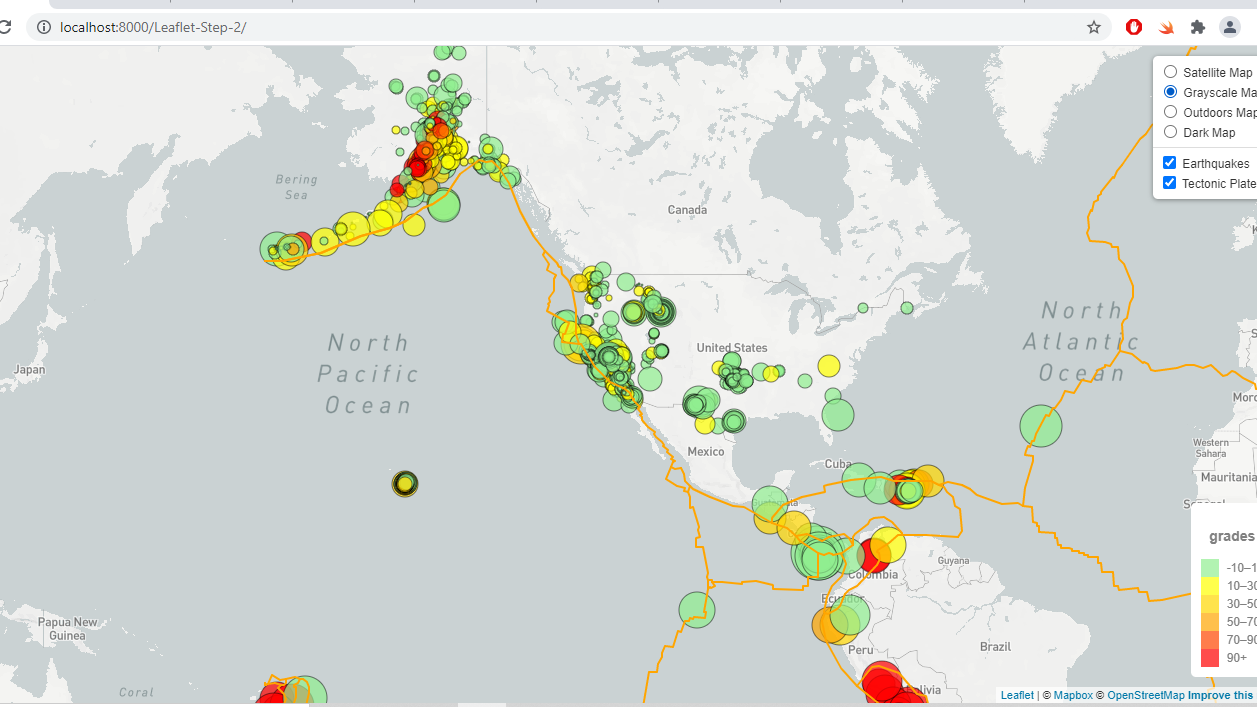 localhost:8000/Leaflet-Step-2/
Satellite Map
Grayscale Ma
Outdoors Map
Dark Map
Earthquakes
Tectonic Plate
Bering
Sea
Canada
North
Pacific
Ocean
Japan
United States
North
Atlantic
Ocean
Mexico
Cuba
Western
Sahara
Mauritania
Colombia
Guyana
Ecuador
Peru
Brazil
Papua New
Guinea
Coral
grades
-10–1
10–30
30–50
50–70
70–90
90+
Leaflet | © Mapbox © OpenStreetMap Improve this